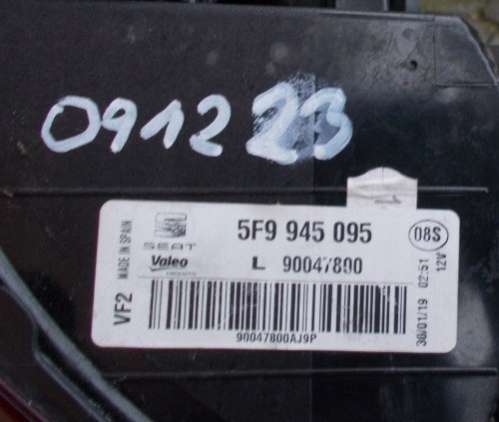 091223
MADE IN SPAIN
VF2
SEAT
Valeo
5F9 945 095
L 90047800
08S
12V
30/01/19 02:51
90047800AJ9P
1